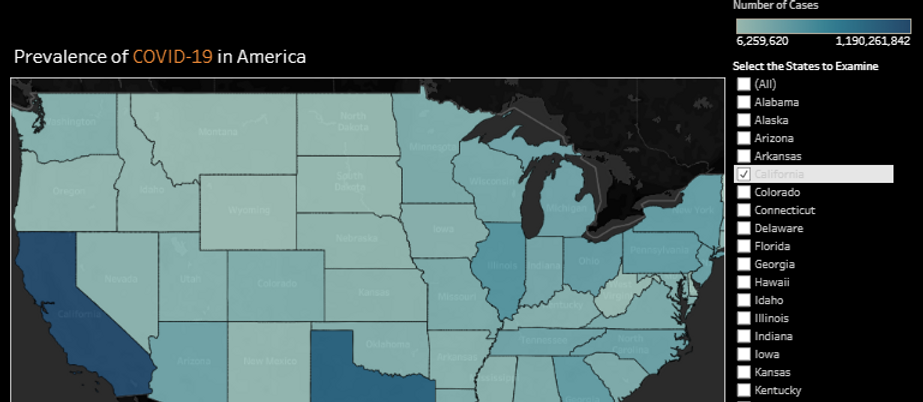 Number of Cases
6,259,620 1,190,261,842
Prevalence of COVID-19 in America
Select the States to Examine
(All)
Alabama
Alaska
Arizona
Arkansas
California
Colorado
Connecticut
Delaware
Florida
Georgia
Hawaii
Idaho
Illinois
Indiana
Iowa
Kansas
Kentucky
Washington
Montana
North
Dakota
Minnesota
Oregon
Idaho
South
Dakota
Wisconsin
Michigan
New York
Wyoming
Iowa
Nebraska
Illinois
Indiana
Ohio
Pennsylvania
Nevada
Utah
Colorado
Kansas
Missouri
West
Virginia
Kentucky
California
Arizona
New Mexico
Oklahoma
Arkansas
Tennessee
North
Carolina
Mississippi